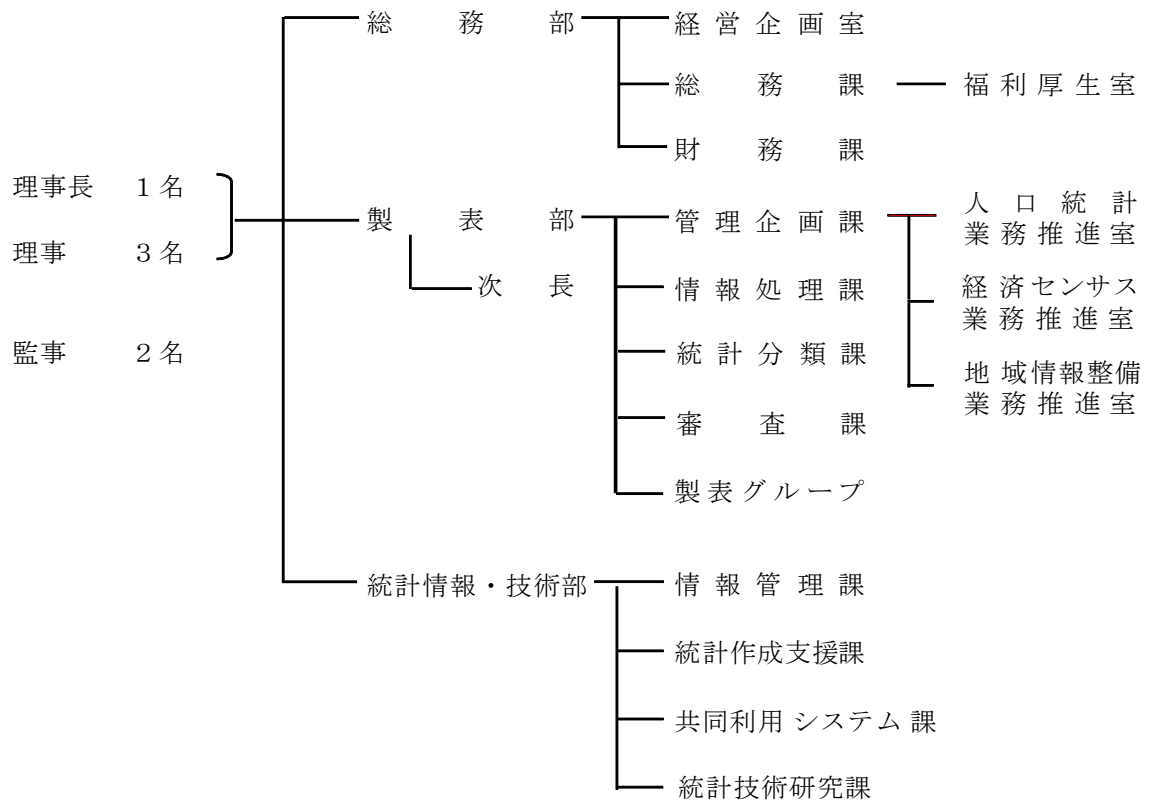 総務部
経営企画室
総務課
福利厚生室
財務課
理事長 1名
理事 3名
監事 2名
製表部
次長
管理企画課
人口統計
業務推進室
経済センサス
業務推進室
地域情報整備
業務推進室
情報処理課
統計分類課
審査課
製表グループ
統計情報・技術部
情報管理課
統計作成支援課
共同利用システム課
統計技術研究課